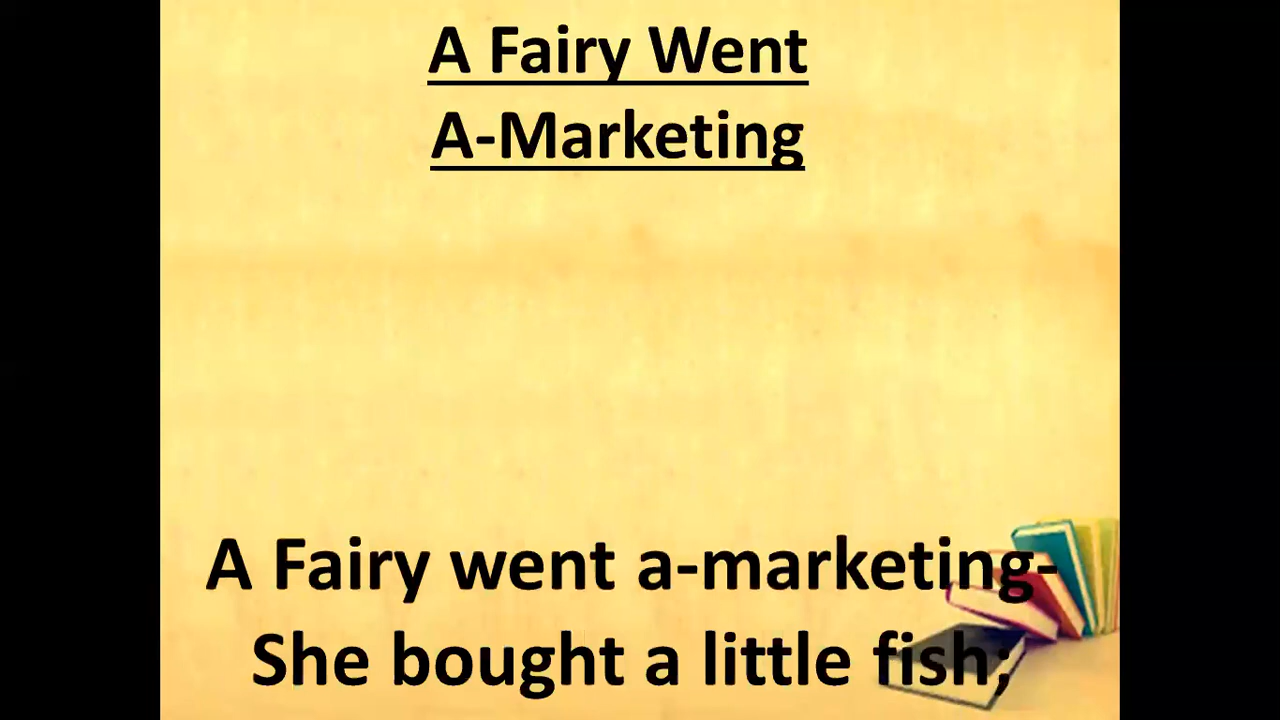 A Fairy Went
A-Marketing
A Fairy went a-marketing-
She bought a little fish;